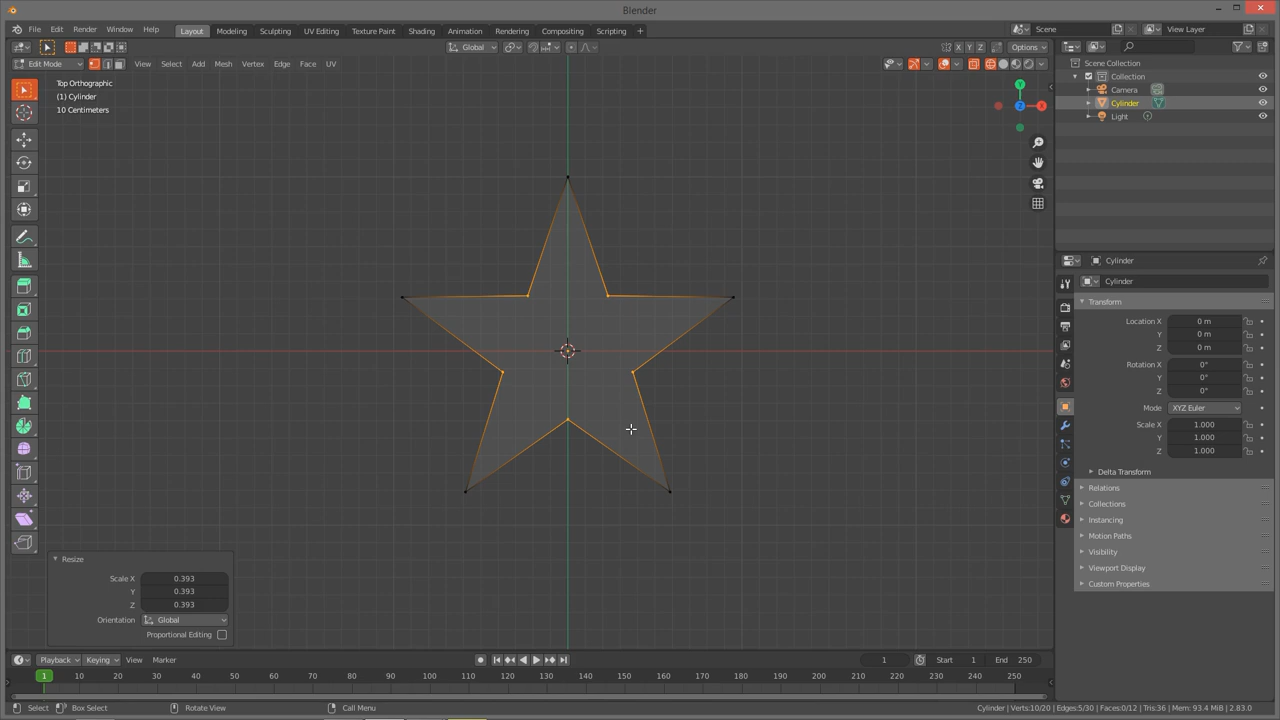 Blender
File Edit Render Window Help
Layout Modeling Sculpting UV Editing Texture Paint Shading Animation Rendering Compositing Scripting +
Scene View Layer
Global X Y Z Options
Edit Mode View Select Add Mesh Vertex Edge Face UV
Top Orthographic
(1) Cylinder
10 Centimeters
Y
Z X
Scene Collection
Collection
Camera
Cylinder
Light
Cylinder
Cylinder
Transform
Location X 0 m
Y 0 m
Z 0 m
Rotation X 0°
Y 0°
Z 0°
Mode XYZ Euler
Scale X 1.000
Y 1.000
Z 1.000
Delta Transform
Relations
Collections
Instancing
Motion Paths
Visibility
Viewport Display
Custom Properties
Resize
Scale X 0.393
Y 0.393
Z 0.393
Orientation Global
Proportional Editing
Playback Keying View Marker 1 Start 1 End 250
1 10 20 30 40 50 60 70 80 90 100 110 120 130 140 150 160 170 180 190 200 210 220 230 240 250
Select Box Select Rotate View Call Menu Cylinder | Verts:10/20 | Edges:5/30 | Faces:0/12 | Tris:36 | Mem: 93.4 MiB | 2.83.0